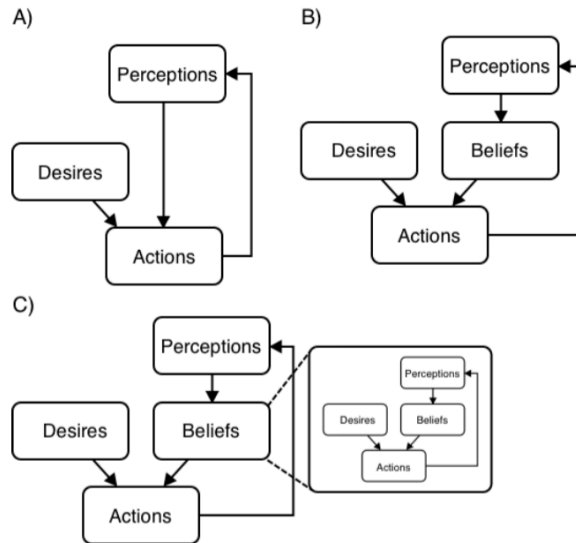 A)
Perceptions
Desires
Actions
B)
Perceptions
Desires
Beliefs
Actions
C)
Perceptions
Desires
Beliefs
Actions
Perceptions
Desires
Beliefs
Actions